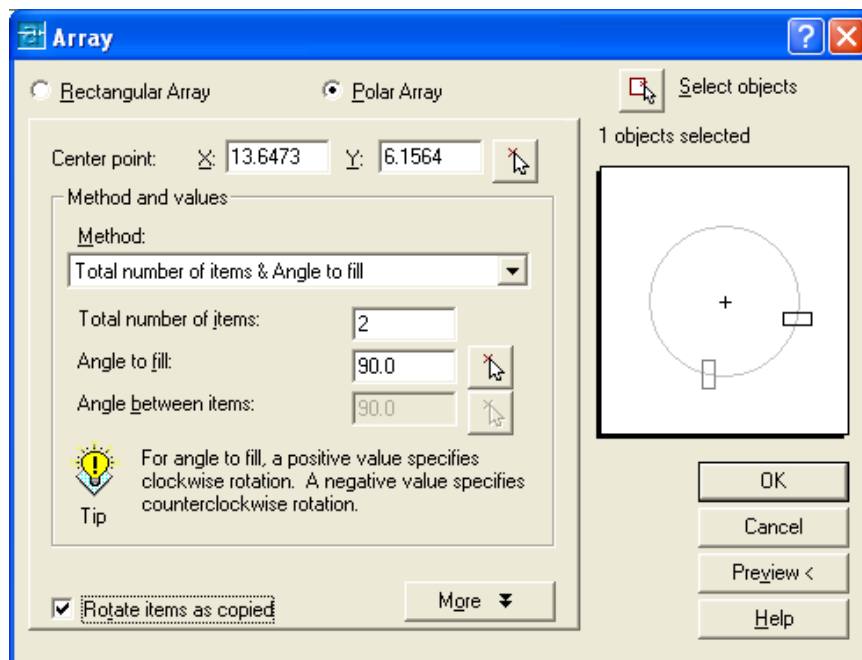 Array
Rectangular Array
Polar Array
Select objects
1 objects selected
Center point: X: 13.6473 Y: 6.1564
Method and values
Method:
Total number of items & Angle to fill
Total number of items: 2
Angle to fill: 90.0
Angle between items: 90.0
For angle to fill, a positive value specifies
clockwise rotation. A negative value specifies
counterclockwise rotation.
Tip
Rotate items as copied
More
OK
Cancel
Preview <
Help